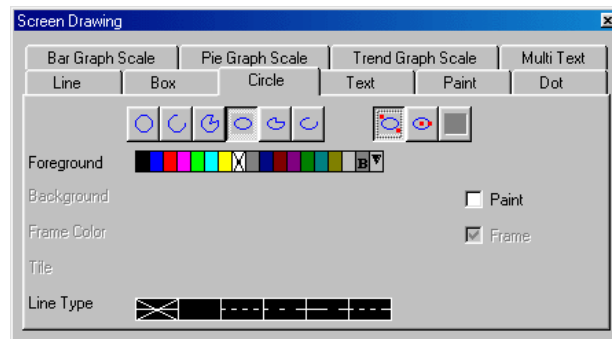 Screen Drawing
Bar Graph Scale Pie Graph Scale Trend Graph Scale Multi Text
Line Box Circle Text Paint Dot
Foreground B
Background Paint
Frame Color Frame
Tile
Line Type